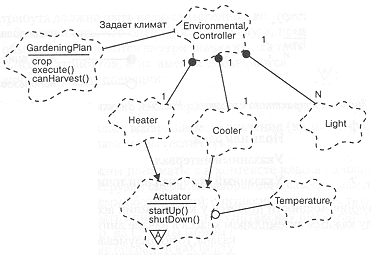 Задает климат
Environmental
Controller
GardeningPlan
crop
execute()
canHarvest()
1
1
1
1
1
N
Heater
Cooler
Light
Actuator
startUp()
shutDown()
A
Temperature